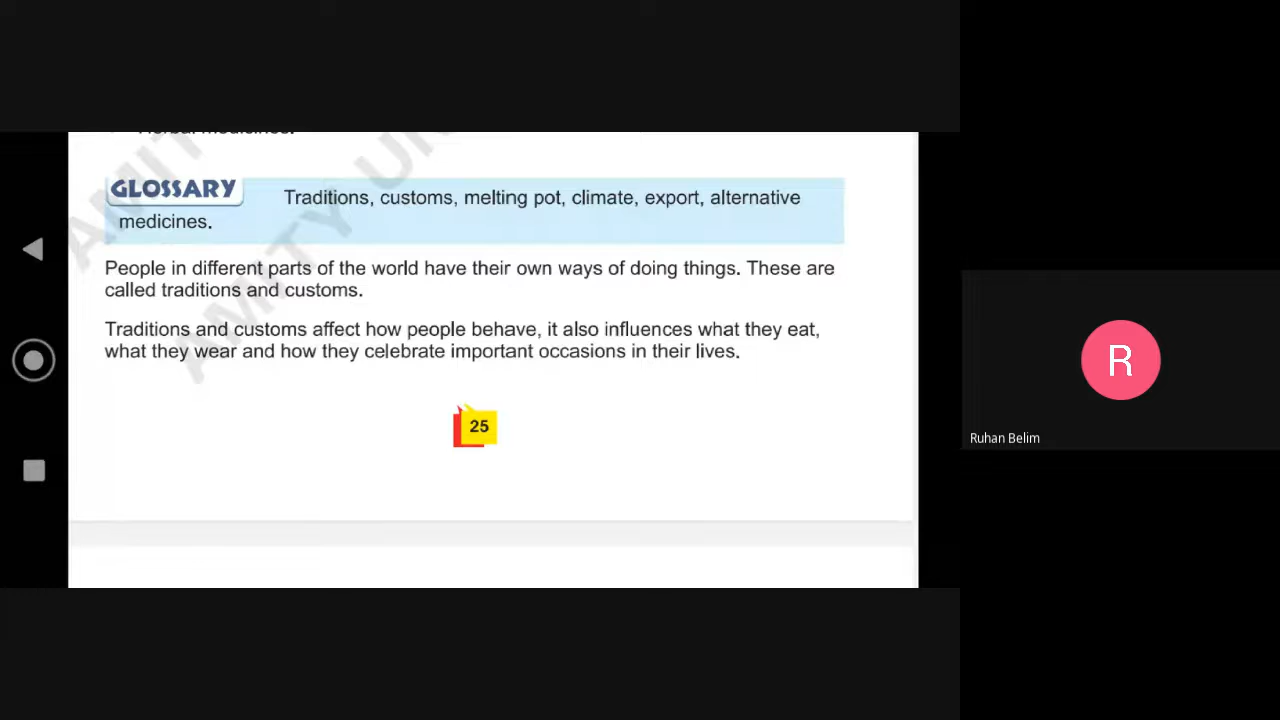 Herbal medicines.
GLOSSARY Traditions, customs, melting pot, climate, export, alternative
medicines.
People in different parts of the world have their own ways of doing things. These are
called traditions and customs.
Traditions and customs affect how people behave, it also influences what they eat,
what they wear and how they celebrate important occasions in their lives.
25
AMITY
R
Ruhan Belim